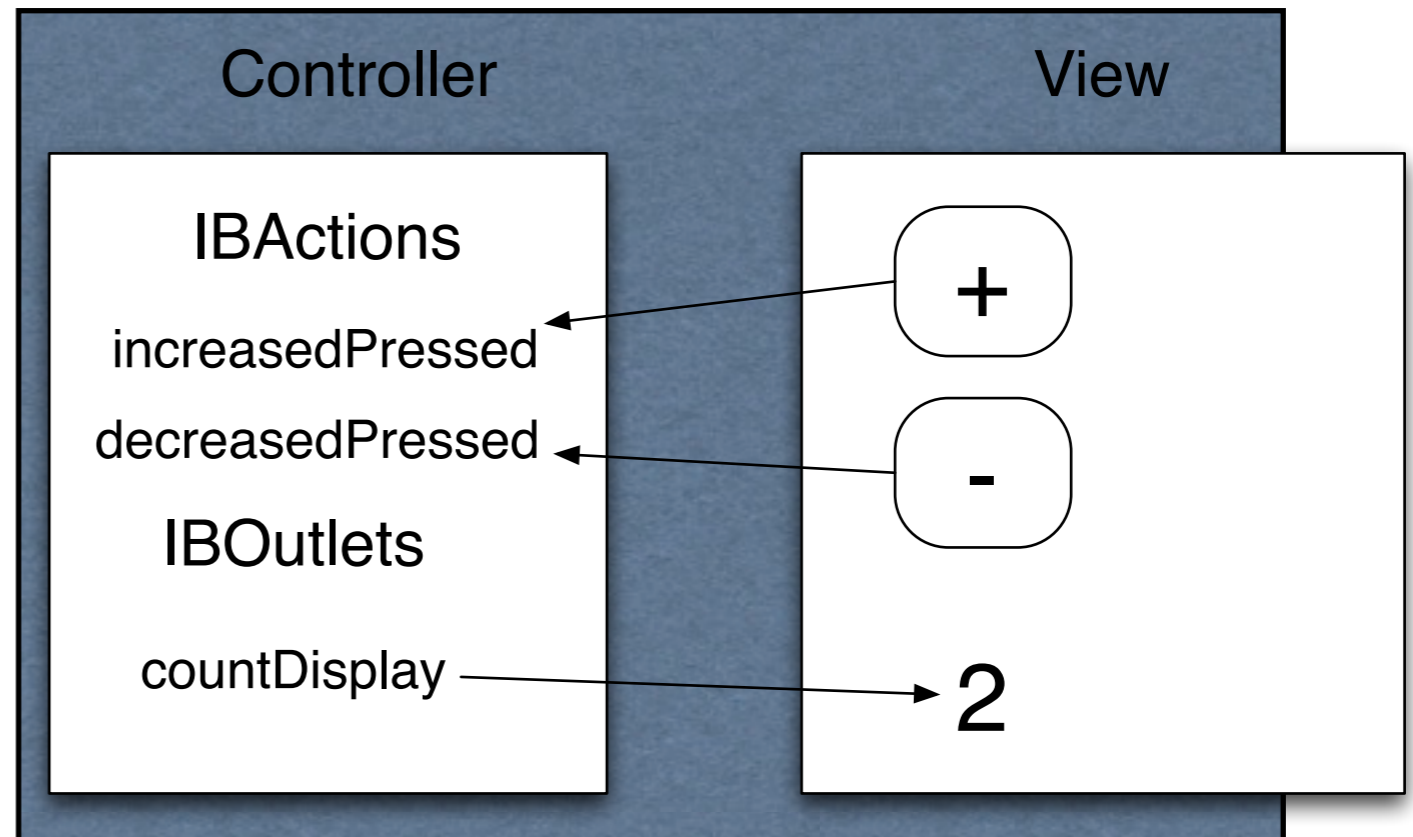 Controller
View
IBActions
increasedPressed
decreasedPressed
IBOutlets
countDisplay
+
-
2